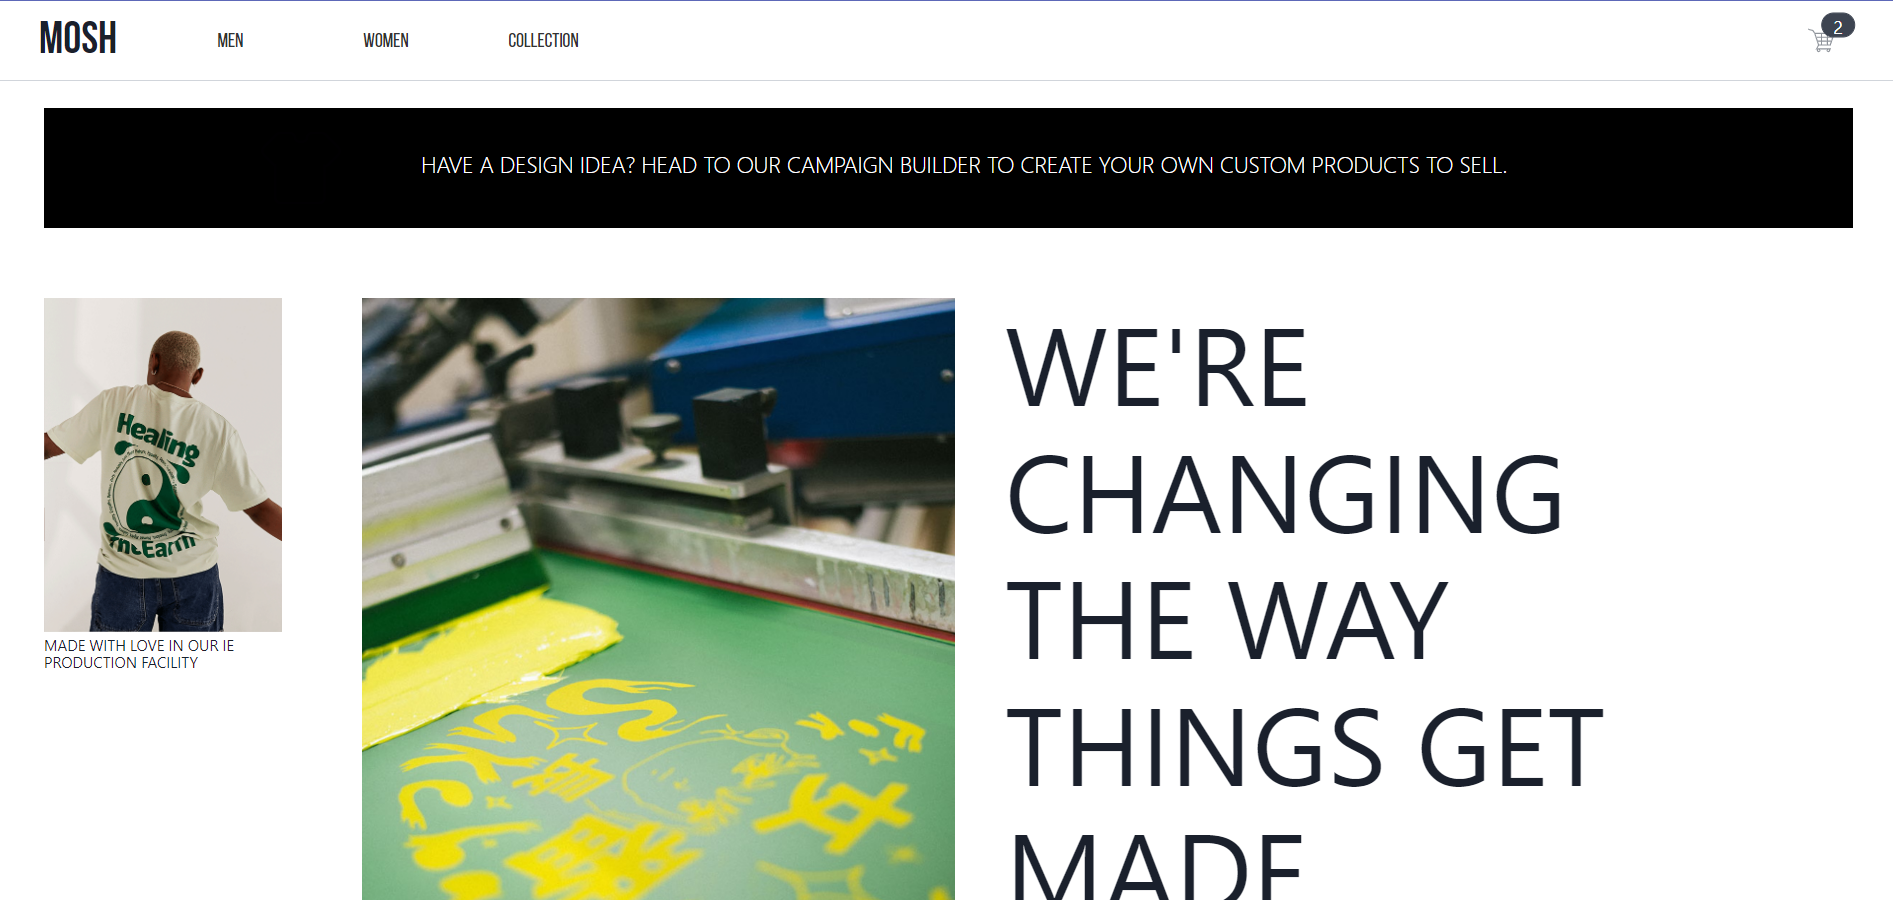 MOSH
MEN
WOMEN
COLLECTION
2
HAVE A DESIGN IDEA? HEAD TO OUR CAMPAIGN BUILDER TO CREATE YOUR OWN CUSTOM PRODUCTS TO SELL.
Healing
MADE WITH LOVE IN OUR IE
PRODUCTION FACILITY
WE'RE
CHANGING
THE WAY
THINGS GET
MADE